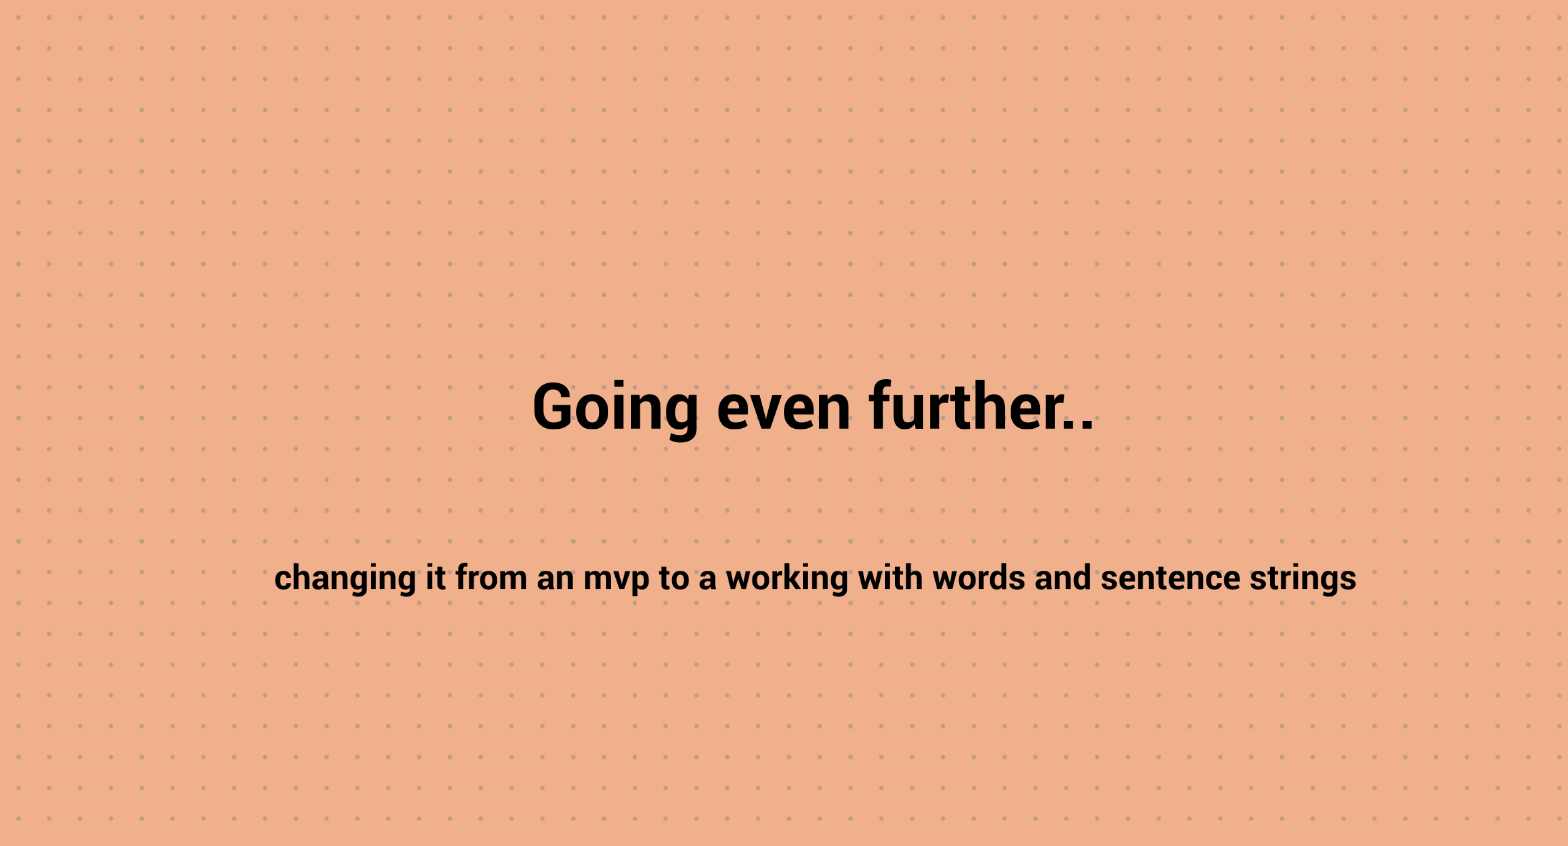 Going even further..
changing it from an mvp to a working with words and sentence strings